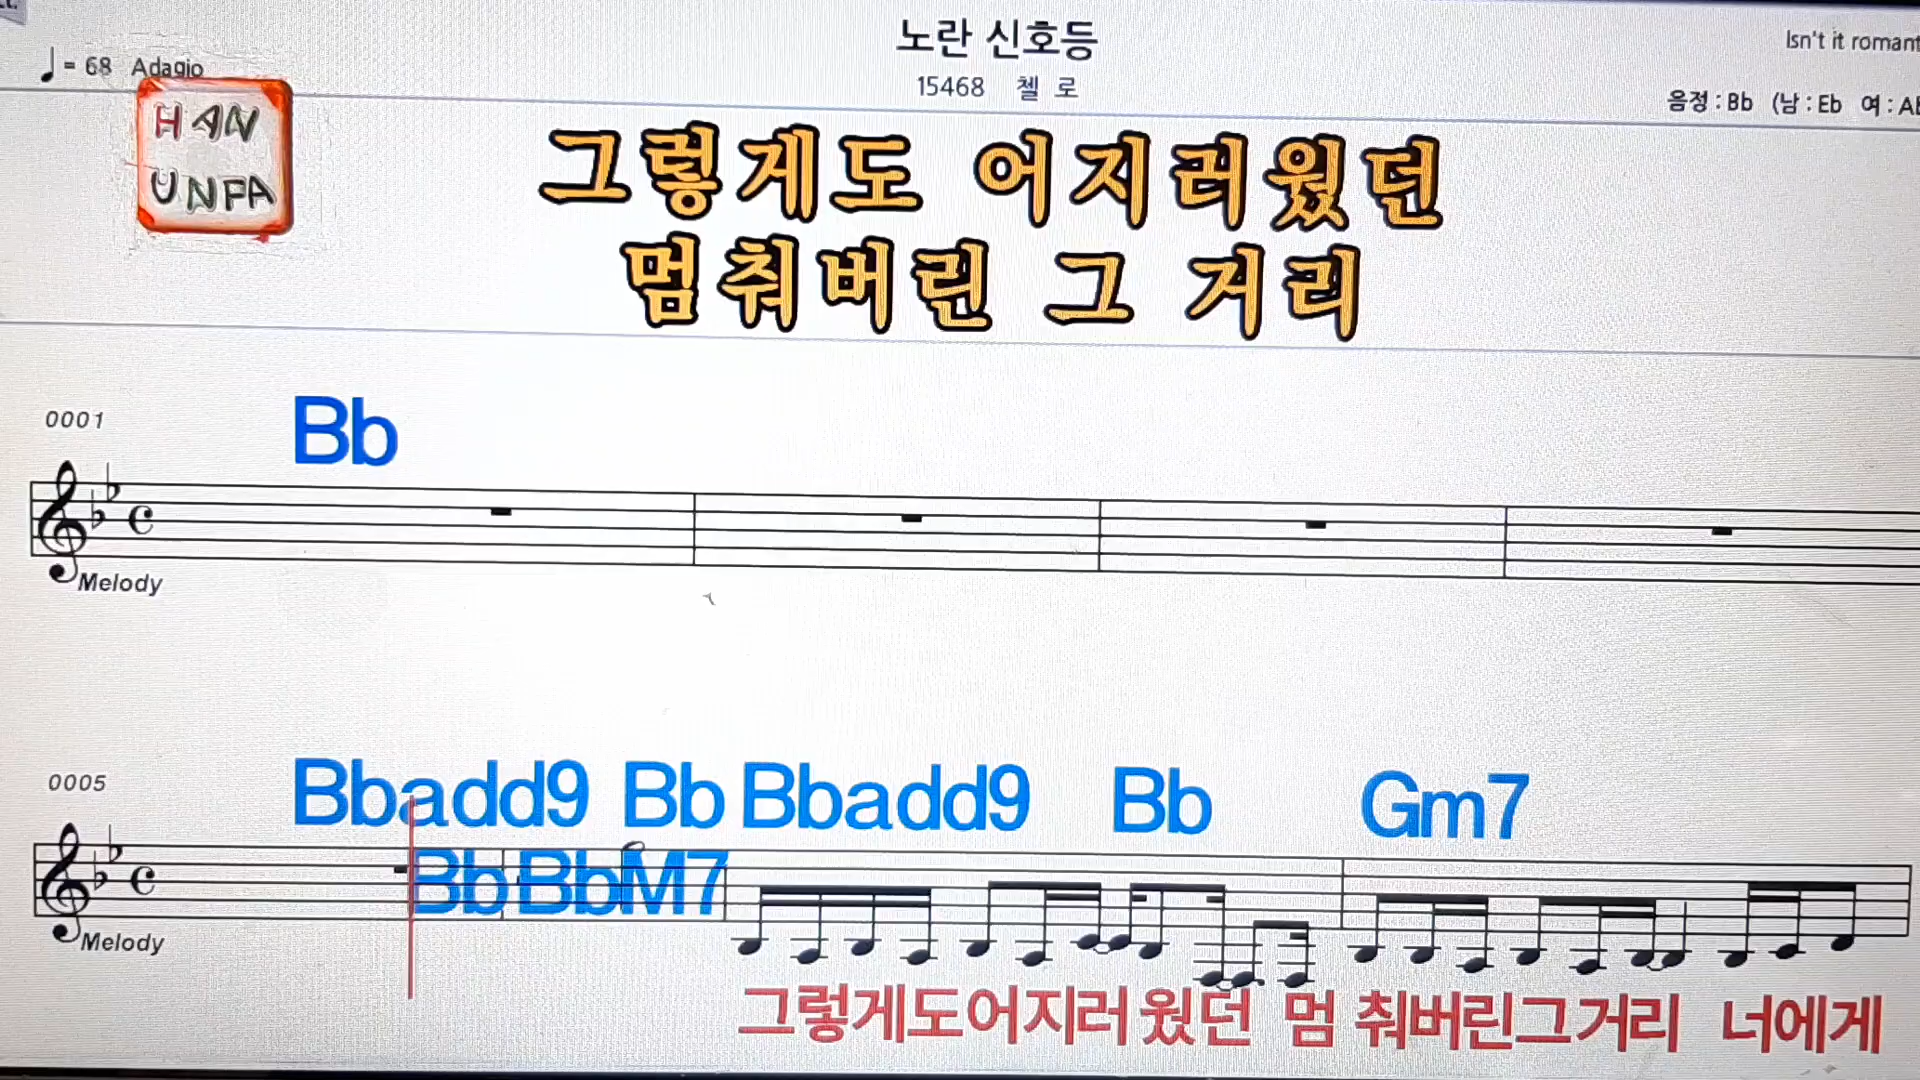 노란 신호등
Isn't it romant
♩= 68 Adagio
15468 첼 로
음정 : Bb (남 : Eb 여 : Ab
HAN
UNFA
그렇게도 어지러웠던
멈춰버린 그 거리
0001
Bb
Melody
0005
Bbadd9 Bb Bbadd9 Bb Gm7
Bb BbM7
Melody
그렇게도어지러웠던 멈 춰버린그거리 너에게